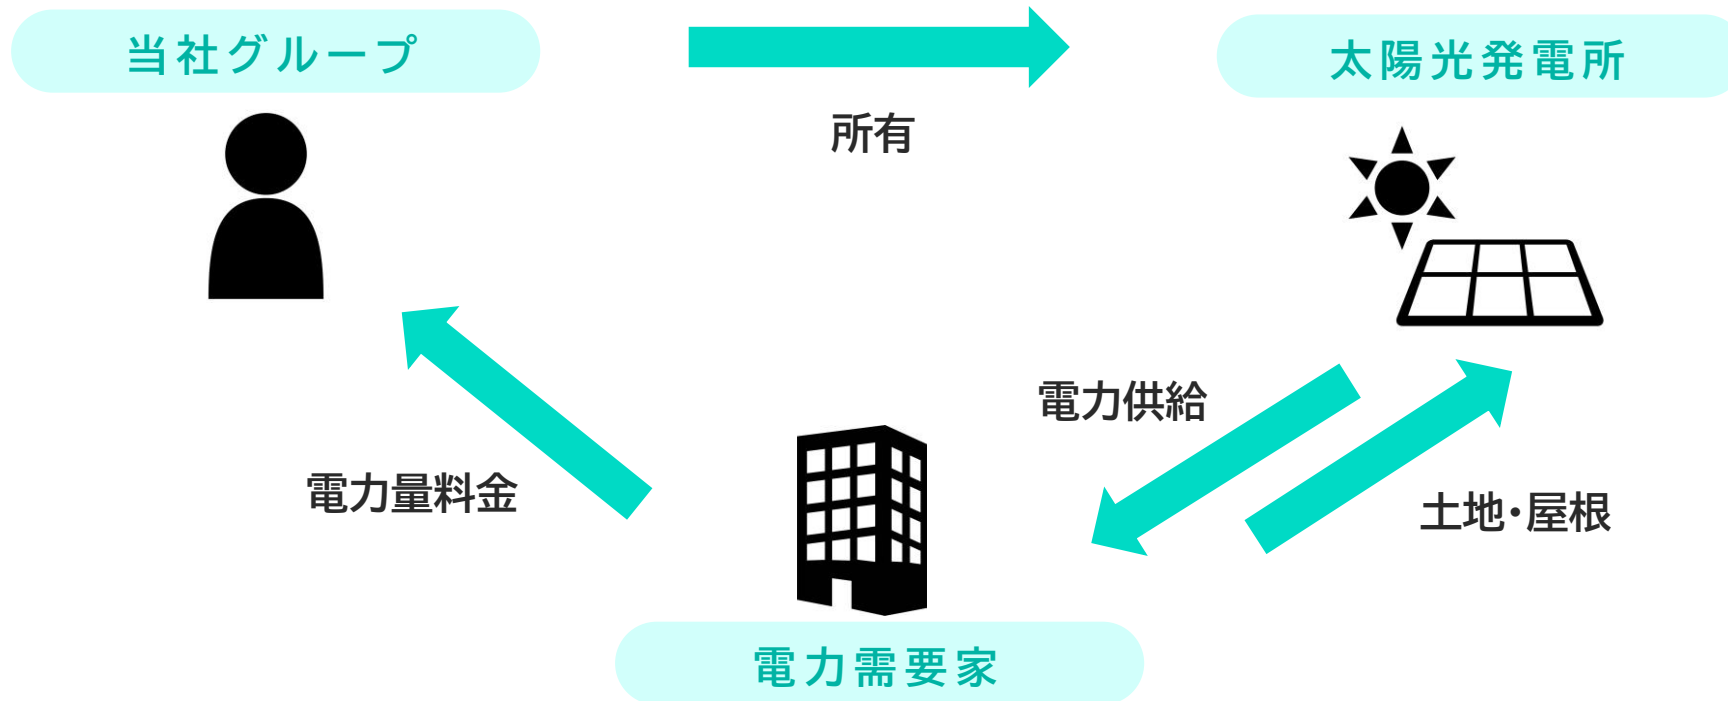 当社グループ
太陽光発電所
所有
電力供給
電力量料金
土地・屋根
電力需要家